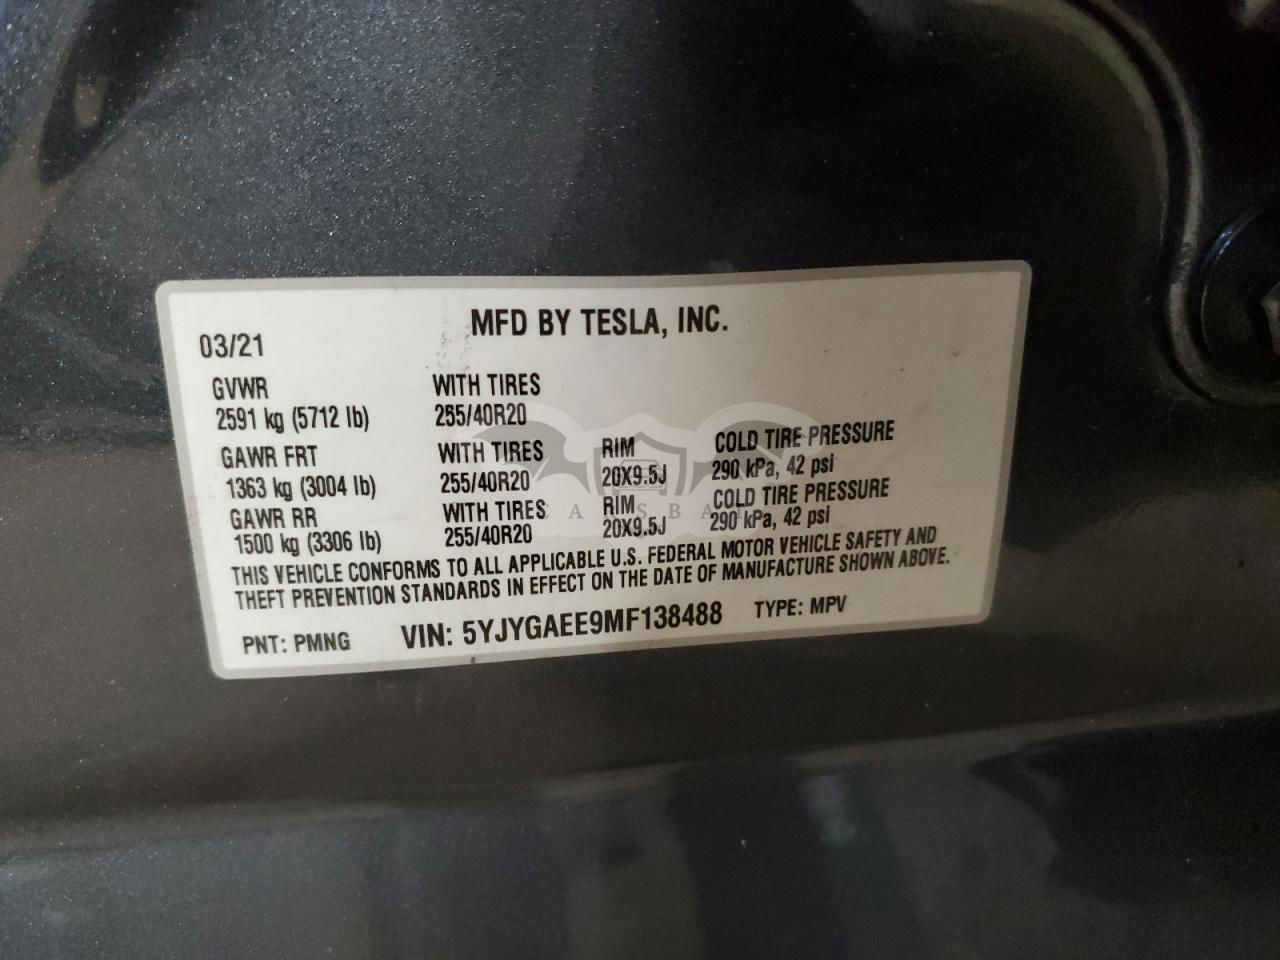 MFD BY TESLA, INC.
03/21
GVWR WITH TIRES
2591 kg (5712 lb) 255/40R20
GAWR FRT WITH TIRES RIM COLD TIRE PRESSURE
1363 kg (3004 lb) 255/40R20 20X9.5J 290 kPa, 42 psi
GAWR RR WITH TIRES RIM COLD TIRE PRESSURE
1500 kg (3306 lb) 255/40R20 20X9.5J 290 kPa, 42 psi
THIS VEHICLE CONFORMS TO ALL APPLICABLE U.S. FEDERAL MOTOR VEHICLE SAFETY AND
THEFT PREVENTION STANDARDS IN EFFECT ON THE DATE OF MANUFACTURE SHOWN ABOVE.
PNT: PMNG VIN: 5YJYGAEE9MF138488 TYPE: MPV